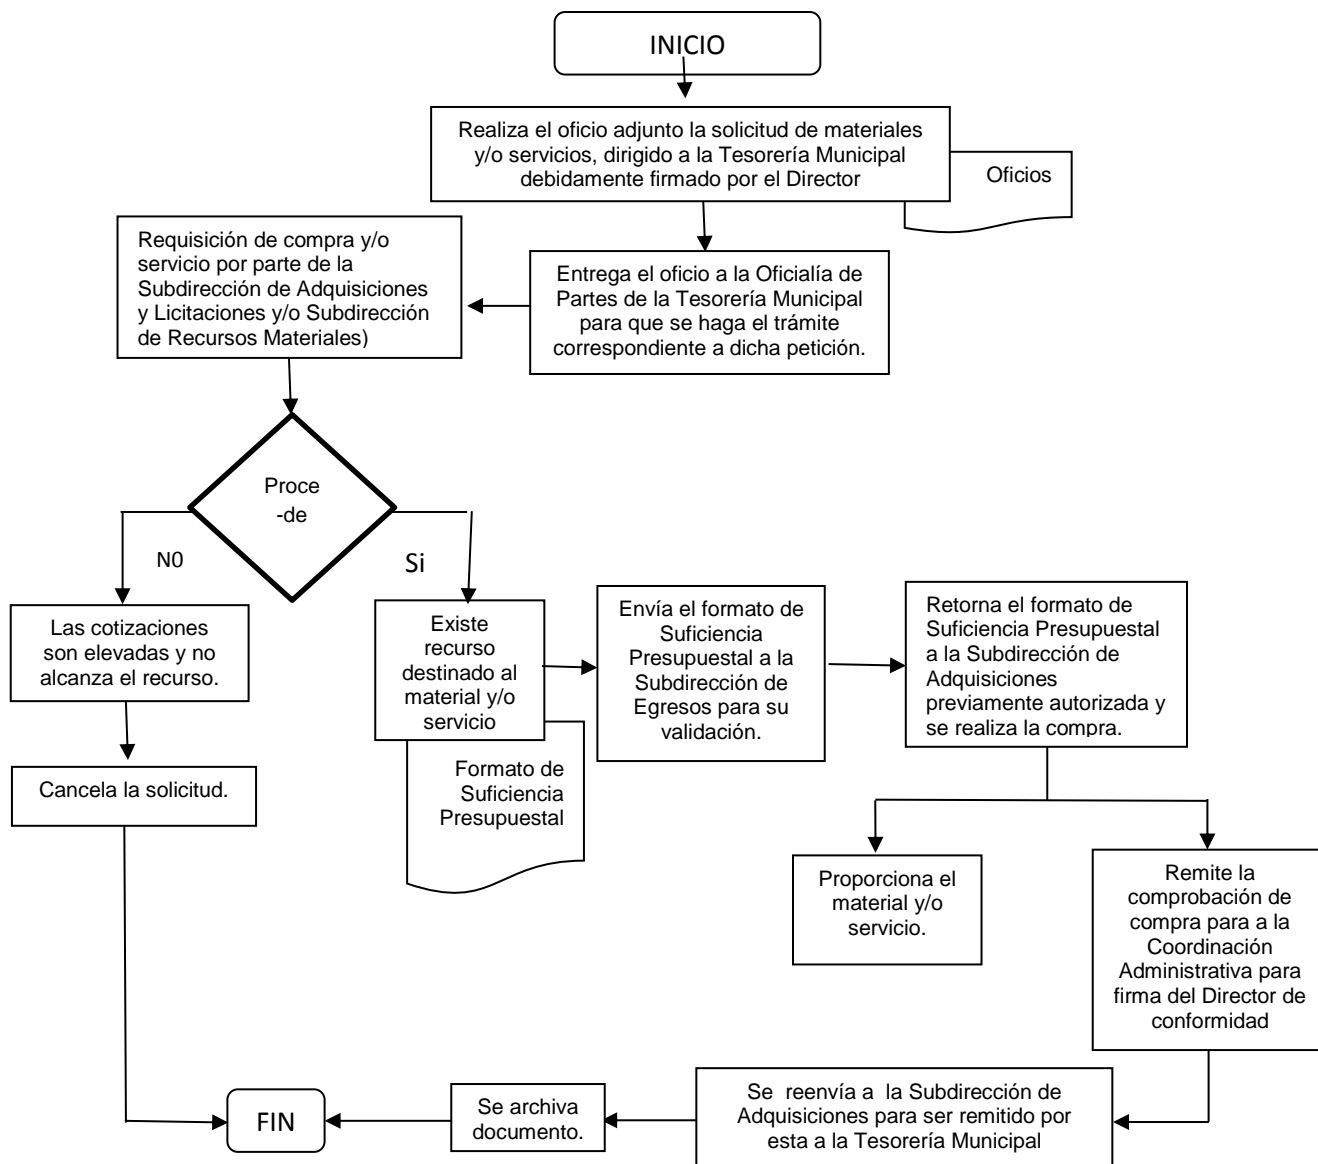 INICIO
Realiza el oficio adjunto la solicitud de materiales
y/o servicios, dirigido a la Tesorería Municipal
debidamente firmado por el Director
Oficios
Requisición de compra y/o
servicio por parte de la
Subdirección de Adquisiciones
y Licitaciones y/o Subdirección
de Recursos Materiales)
Entrega el oficio a la Oficialía de
Partes de la Tesorería Municipal
para que se haga el trámite
correspondiente a dicha petición.
Proce
-de
N0
Si
Las cotizaciones
son elevadas y no
alcanza el recurso.
Existe
recurso
destinado al
material y/o
servicio
Envía el formato de
Suficiencia
Presupuestal a la
Subdirección de
Egresos para su
validación.
Retorna el formato de
Suficiencia Presupuestal
a la Subdirección de
Adquisiciones
previamente autorizada y
se realiza la compra.
Cancela la solicitud.
Formato de
Suficiencia
Presupuestal
Proporciona el
material y/o
servicio.
Remite la
comprobación de
compra para a la
Coordinación
Administrativa para
firma del Director de
conformidad
Se reenvía a la Subdirección de
Adquisiciones para ser remitido por
esta a la Tesorería Municipal
Se archiva
documento.
FIN